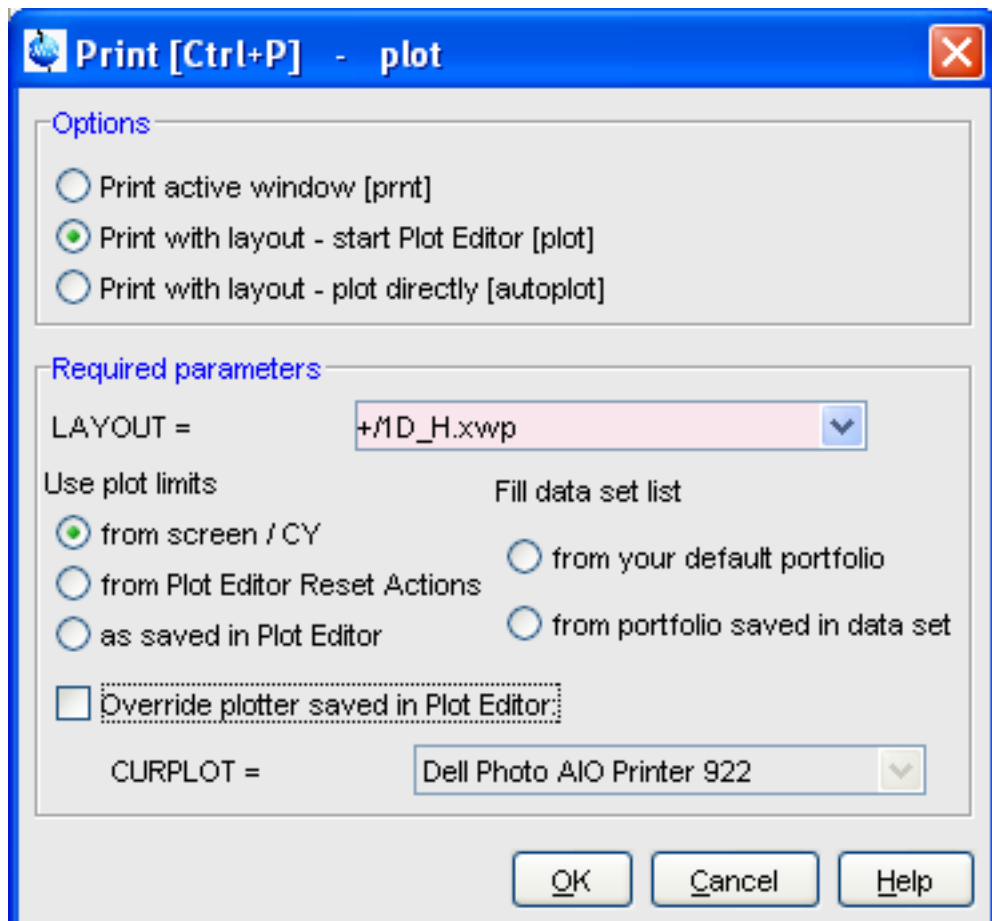 Print [Ctrl+P] - plot
Options
Print active window [prnt]
Print with layout - start Plot Editor [plot]
Print with layout - plot directly [autoplot]
Required parameters
LAYOUT = +/1D_H.xwp
Use plot limits
Fill data set list
from screen / CY
from Plot Editor Reset Actions
as saved in Plot Editor
from your default portfolio
from portfolio saved in data set
Override plotter saved in Plot Editor:
CURPLOT = Dell Photo AIO Printer 922
OK Cancel Help